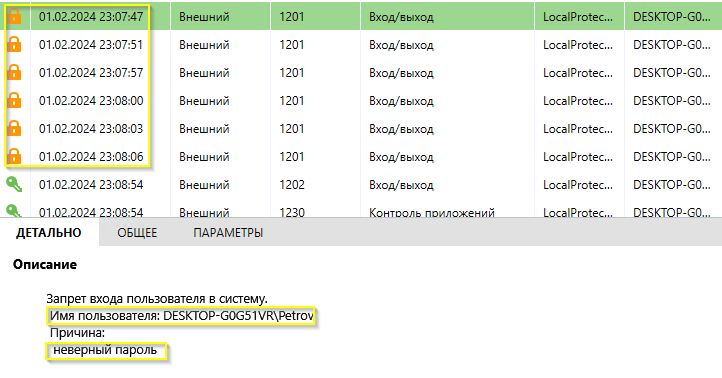 01.02.2024 23:07:47 Внешний 1201 Вход/выход LocalProtec... DESKTOP-G0...
01.02.2024 23:07:51 Внешний 1201 Вход/выход LocalProtec... DESKTOP-G0...
01.02.2024 23:07:57 Внешний 1201 Вход/выход LocalProtec... DESKTOP-G0...
01.02.2024 23:08:00 Внешний 1201 Вход/выход LocalProtec... DESKTOP-G0...
01.02.2024 23:08:03 Внешний 1201 Вход/выход LocalProtec... DESKTOP-G0...
01.02.2024 23:08:06 Внешний 1201 Вход/выход LocalProtec... DESKTOP-G0...
01.02.2024 23:08:54 Внешний 1202 Вход/выход LocalProtec... DESKTOP-G0...
01.02.2024 23:08:54 Внешний 1230 Контроль приложений LocalProtec... DESKTOP-G0...
ДЕТАЛЬНО ОБЩЕЕ ПАРАМЕТРЫ
Описание
Запрет входа пользователя в систему.
Имя пользователя: DESKTOP-G0G51VR\Petrov
Причина:
неверный пароль